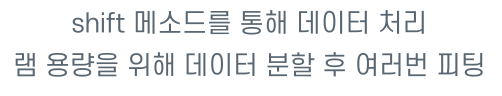 shift 메소드를 통해 데이터 처리
램 용량을 위해 데이터 분할 후 여러번 피팅